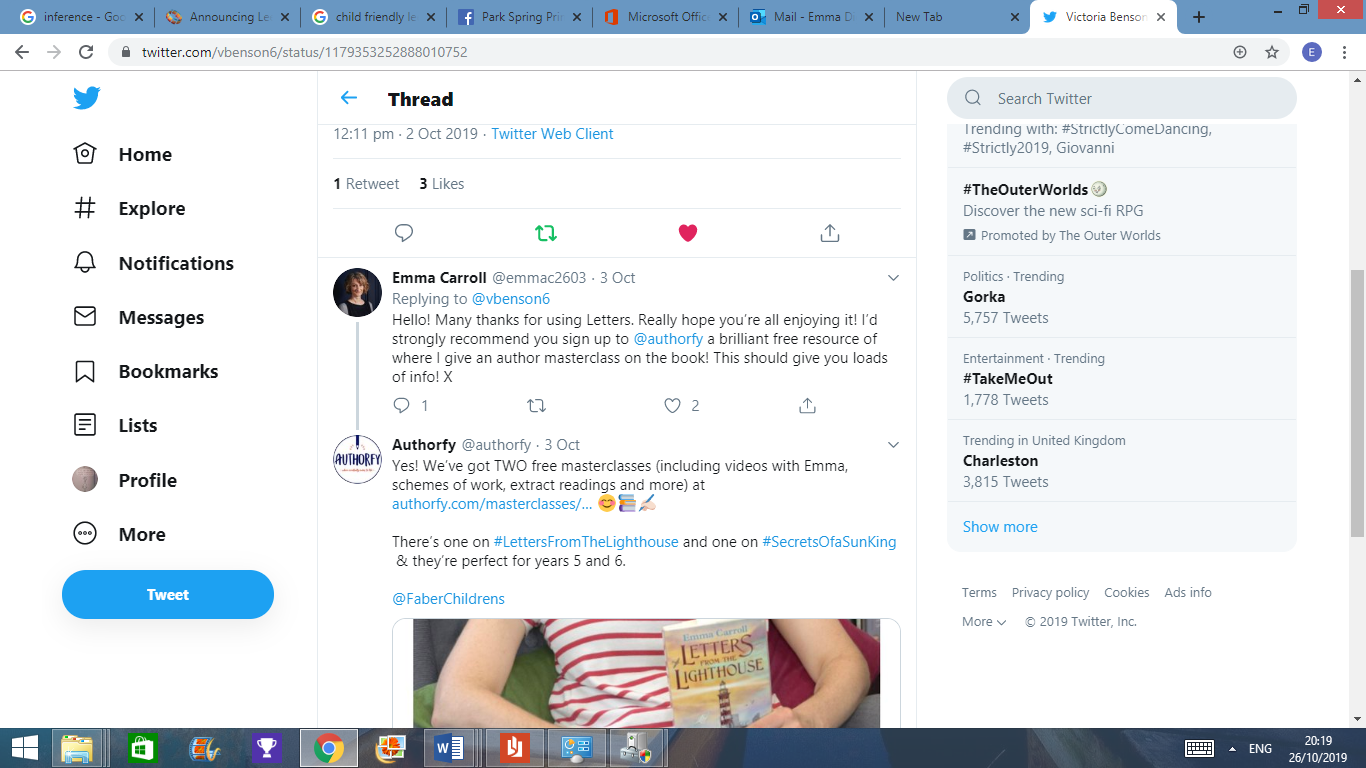 inference - Goo
Announcing Le
child friendly le
Park Spring Prin
Microsoft Offic
Mail - Emma D
New Tab
Victoria Benson
twitter.com/vbenson6/status/1179353252888010752
E
Home
Explore
Notifications
Messages
Bookmarks
Lists
Profile
More
Tweet
Thread
12:11 pm · 2 Oct 2019 · Twitter Web Client
1 Retweet 3 Likes
Emma Carroll @emmac2603 · 3 Oct
Replying to @vbenson6
Hello! Many thanks for using Letters. Really hope you're all enjoying it! I'd
strongly recommend you sign up to @authorfy a brilliant free resource of
where I give an author masterclass on the book! This should give you loads
of info! X
1 2
AUTHORFY
Authorfy @authorfy · 3 Oct
Yes! We've got TWO free masterclasses (including videos with Emma,
schemes of work, extract readings and more) at
authorfy.com/masterclasses/... 😊📚✍🏻
There's one on #LettersFromTheLighthouse and one on #SecretsOfaSunKing
& they're perfect for years 5 and 6.
@FaberChildrens
Emma Carroll
LETTERS
FROM THE
LIGHTHOUSE
Search Twitter
Trending with: #StrictlyComeDancing,
#Strictly2019, Giovanni
#TheOuterWorlds
Discover the new sci-fi RPG
Promoted by The Outer Worlds
Politics · Trending
Gorka
5,757 Tweets
Entertainment · Trending
#TakeMeOut
1,778 Tweets
Trending in United Kingdom
Charleston
3,815 Tweets
Show more
Terms Privacy policy Cookies Ads info
More © 2019 Twitter, Inc.
ENG
20:19
26/10/2019